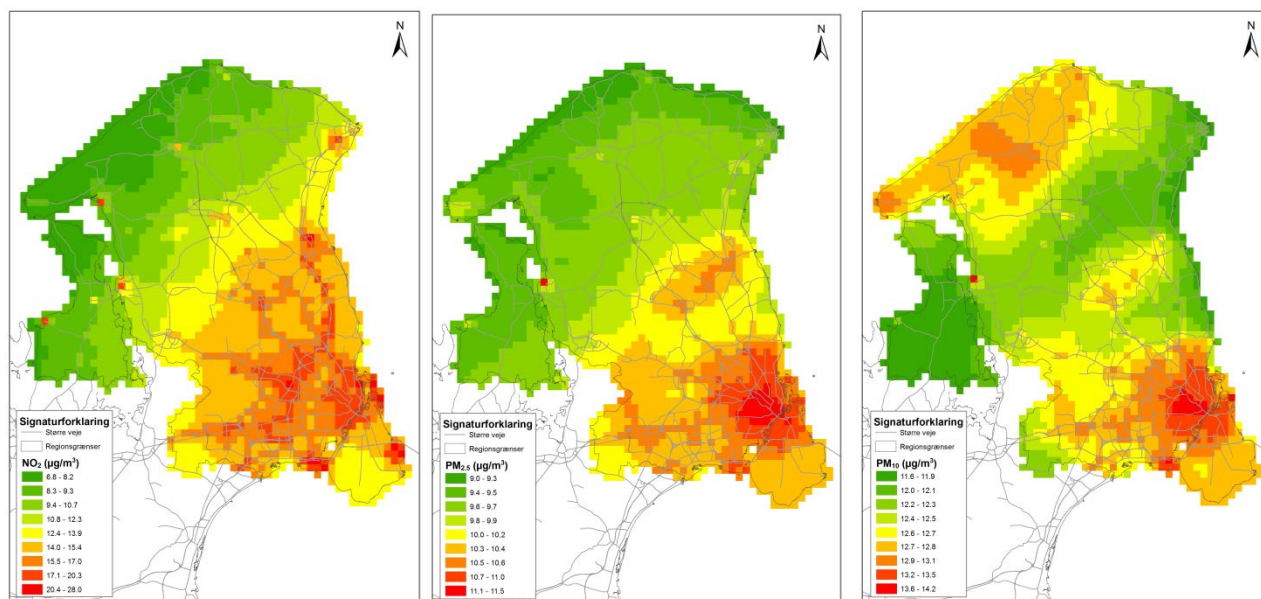 N
Signaturforklaring
Større veje
Regionsgrænser
NO₂ (µg/m³)
6.8 - 8.2
8.3 - 9.3
9.4 - 10.7
10.8 - 12.3
12.4 - 13.9
14.0 - 15.4
15.5 - 17.0
17.1 - 20.3
20.4 - 28.0
N
Signaturforklaring
Større veje
Regionsgrænser
PM₂.₅ (µg/m³)
9.0 - 9.3
9.4 - 9.5
9.6 - 9.7
9.8 - 9.9
10.0 - 10.2
10.3 - 10.4
10.5 - 10.6
10.7 - 11.0
11.1 - 11.5
N
Signaturforklaring
Større veje
Regionsgrænser
PM₁₀ (µg/m³)
11.6 - 11.9
12.0 - 12.1
12.2 - 12.3
12.4 - 12.5
12.6 - 12.7
12.7 - 12.8
12.9 - 13.1
13.2 - 13.5
13.6 - 14.2